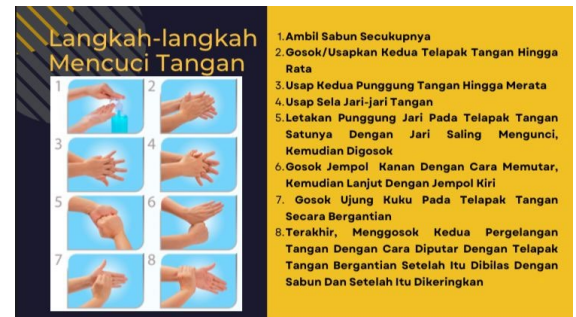 Langkah-langkah
Mencuci Tangan
1
2
3
4
5
6
7
8
1. Ambil Sabun Secukupnya
2. Gosok/Usapkan Kedua Telapak Tangan Hingga
Rata
3. Usap Kedua Punggung Tangan Hingga Merata
4. Usap Sela Jari-jari Tangan
5. Letakan Punggung Jari Pada Telapak Tangan
Satunya Dengan Jari Saling Mengunci,
Kemudian Digosok
6. Gosok Jempol Kanan Dengan Cara Memutar,
Kemudian Lanjut Dengan Jempol Kiri
7. Gosok Ujung Kuku Pada Telapak Tangan
Secara Bergantian
8. Terakhir, Menggosok Kedua Pergelangan
Tangan Dengan Cara Diputar Dengan Telapak
Tangan Bergantian Setelah Itu Dibilas Dengan
Sabun Dan Setelah Itu Dikeringkan